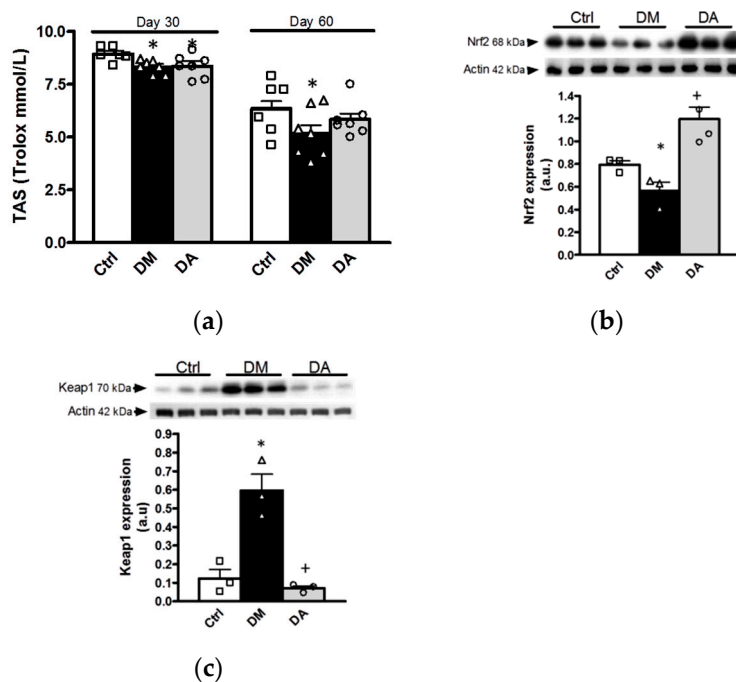 Day 30 Day 60
TAS (Trolox mmol/L)
10.0
7.5
5.0
2.5
0.0
* * *
Ctrl DM DA Ctrl DM DA
(a)
Ctrl DM DA
Nrf2 68 kDa
Actin 42 kDa
Nrf2 expression
(a.u.)
1.4
1.2
1.0
0.8
0.6
0.4
0.2
0.0
* +
Ctrl DM DA
(b)
Ctrl DM DA
Keap1 70 kDa
Actin 42 kDa
Keap1 expression
(a.u)
0.9
0.8
0.7
0.6
0.5
0.4
0.3
0.2
0.1
0.0
* +
Ctrl DM DA
(c)